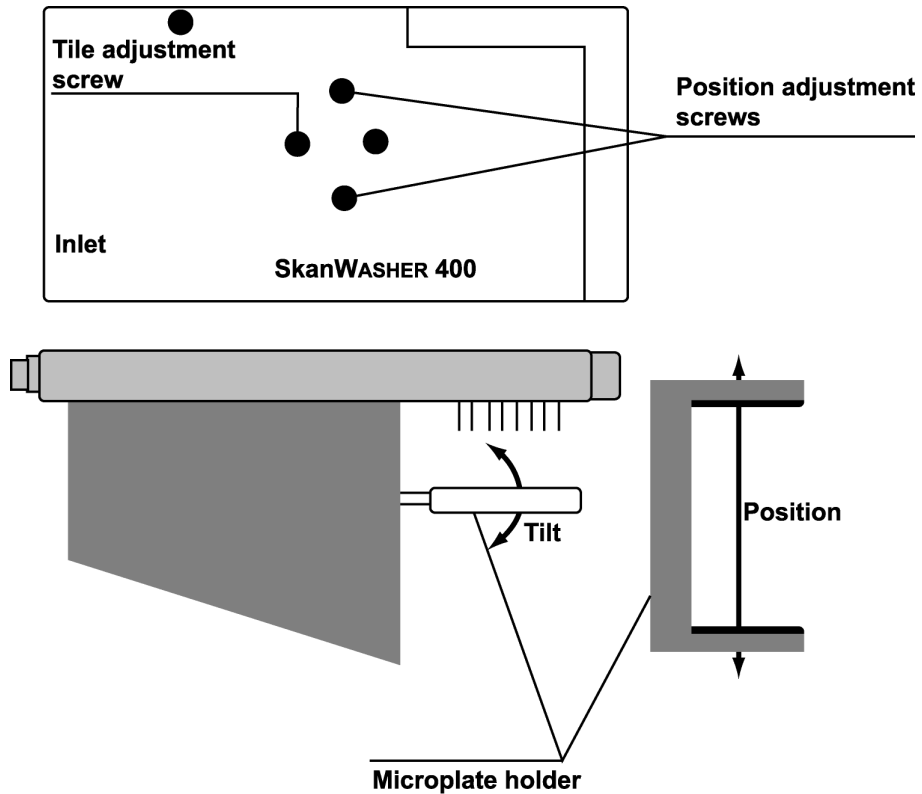 Tile adjustment
screw
Position adjustment
screws
Inlet
SkanWASHER 400
Position
Tilt
Microplate holder